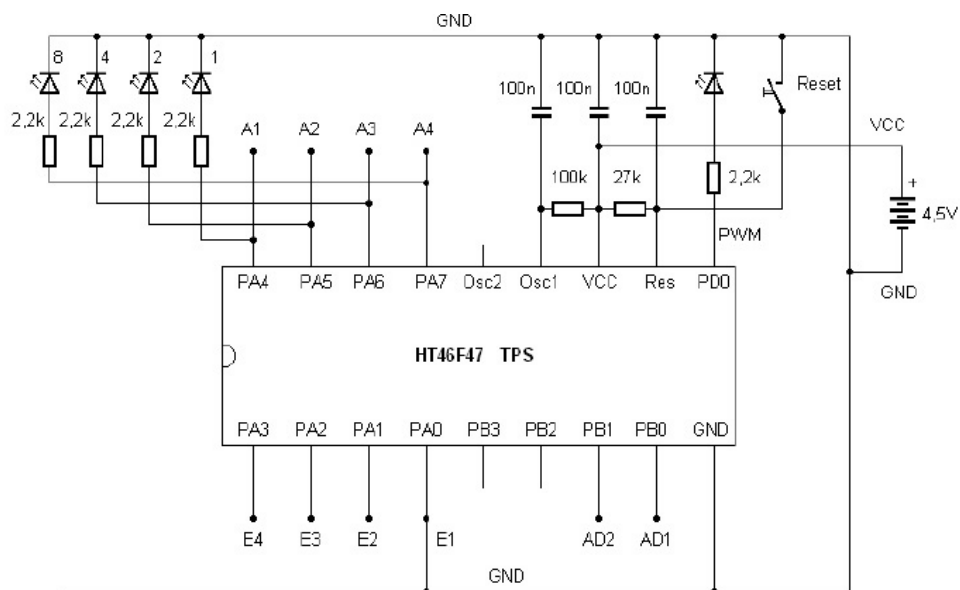 GND
8 4 2 1
100n 100n 100n
Reset
2,2k 2,2k 2,2k 2,2k
A1 A2 A3 A4
VCC
100k 27k 2,2k
+
4,5V
PWM
PA4 PA5 PA6 PA7 Osc2 Osc1 VCC Res PD0
GND
HT46F47 TPS
PA3 PA2 PA1 PA0 PB3 PB2 PB1 PB0 GND
E4 E3 E2 E1 AD2 AD1
GND